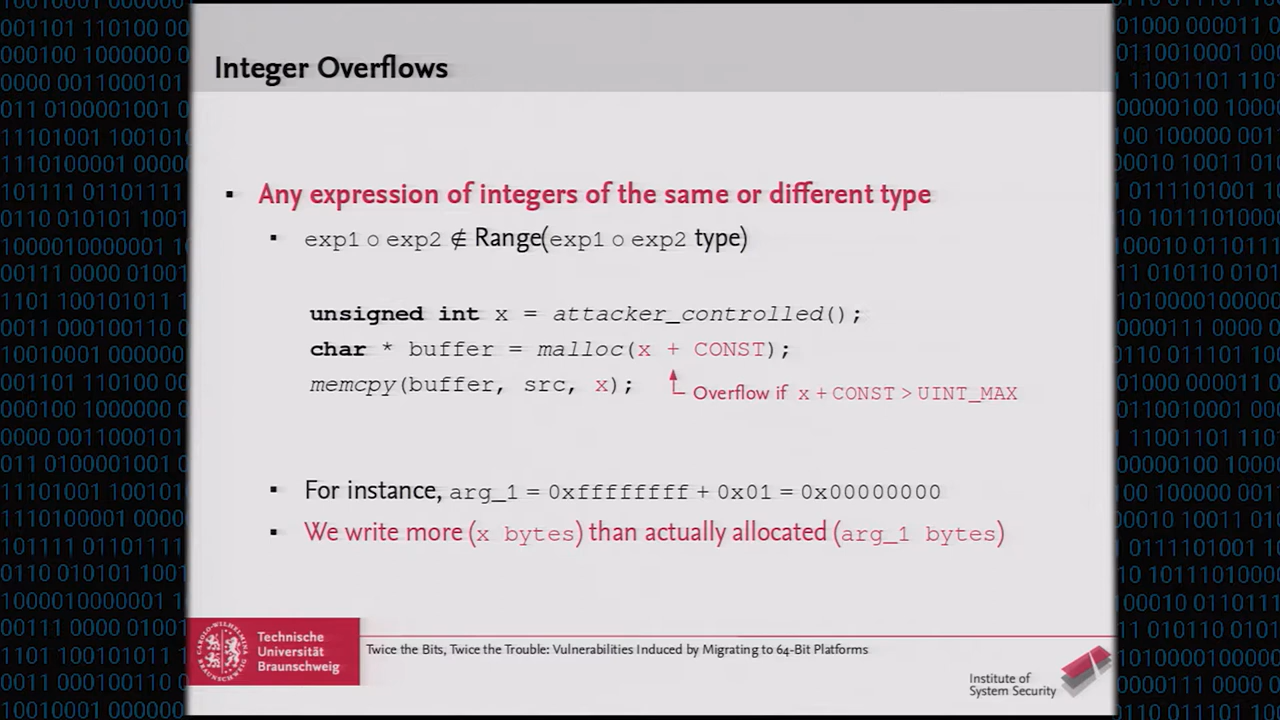 Integer Overflows
Any expression of integers of the same or different type
exp1 ○ exp2 ∉ Range(exp1 ○ exp2 type)
unsigned int x = attacker_controlled();
char * buffer = malloc(x + CONST);
memcpy(buffer, src, x);
Overflow if x + CONST > UINT_MAX
For instance, arg_1 = 0xffffffff + 0x01 = 0x00000000
We write more (x bytes) than actually allocated (arg_1 bytes)
Technische
Universität
Braunschweig
Twice the Bits, Twice the Trouble: Vulnerabilities Induced by Migrating to 64-Bit Platforms
Institute of
System Security